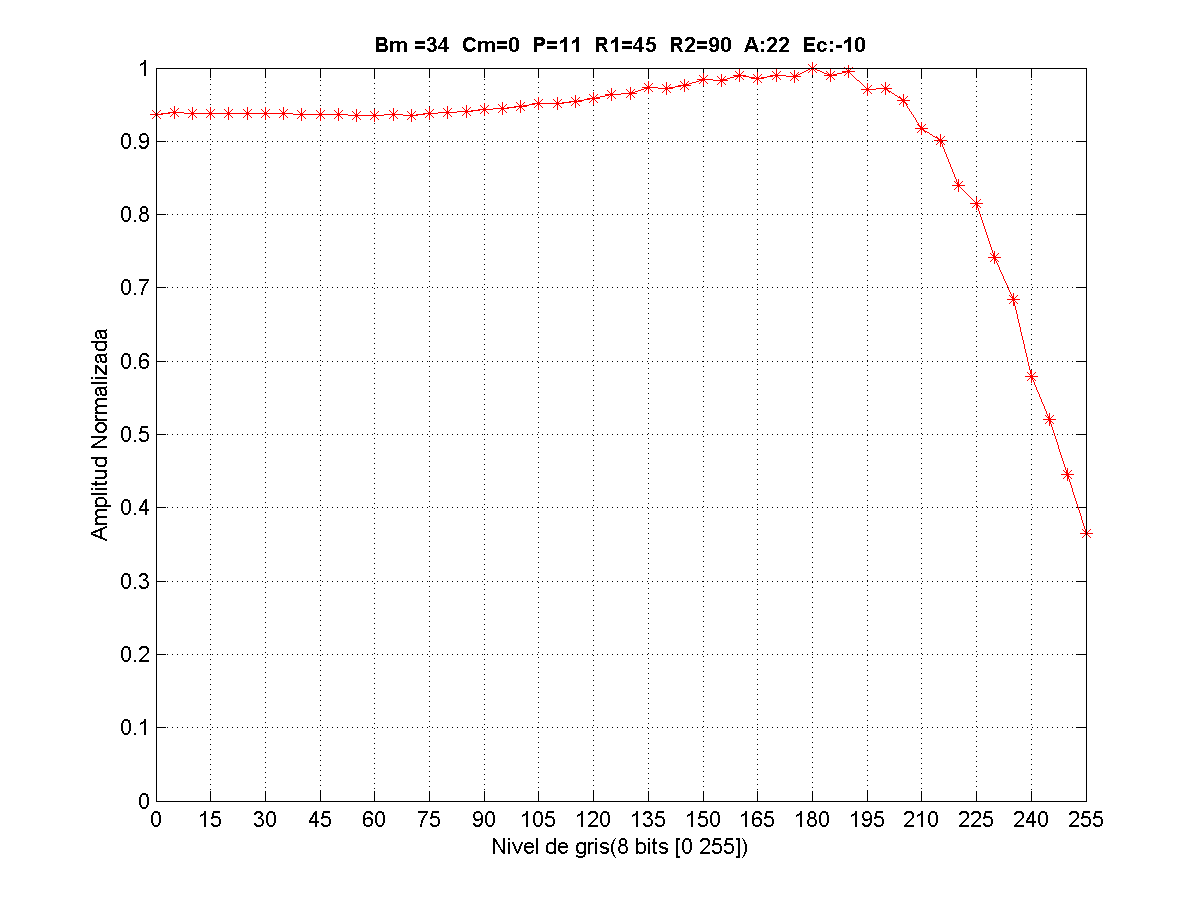 Bm =34 Cm=0 P=11 R1=45 R2=90 A:22 Ec:-10
1
0.9
0.8
0.7
0.6
0.5
0.4
0.3
0.2
0.1
0
Amplitud Normalizada
0 15 30 45 60 75 90 105 120 135 150 165 180 195 210 225 240 255
Nivel de gris(8 bits [0 255])